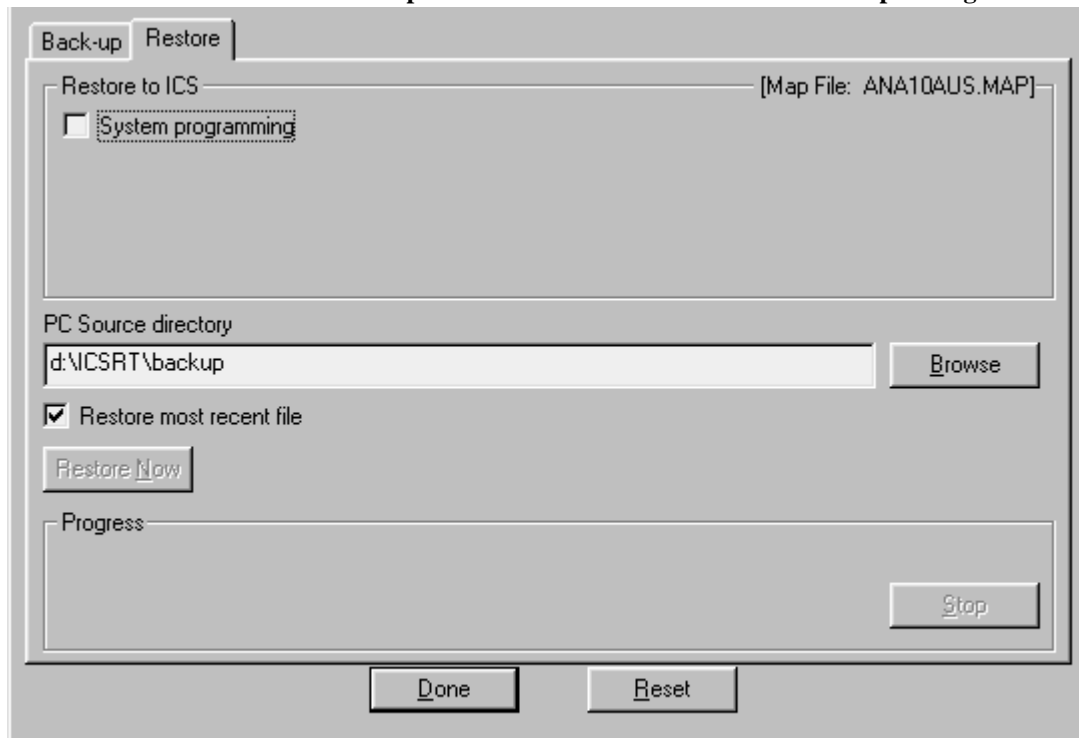 Back-up Restore
Restore to ICS [Map File: ANA10AUS.MAP]
System programming
PC Source directory
d:\ICSRT\backup Browse
Restore most recent file
Restore Now
Progress
Stop
Done Reset